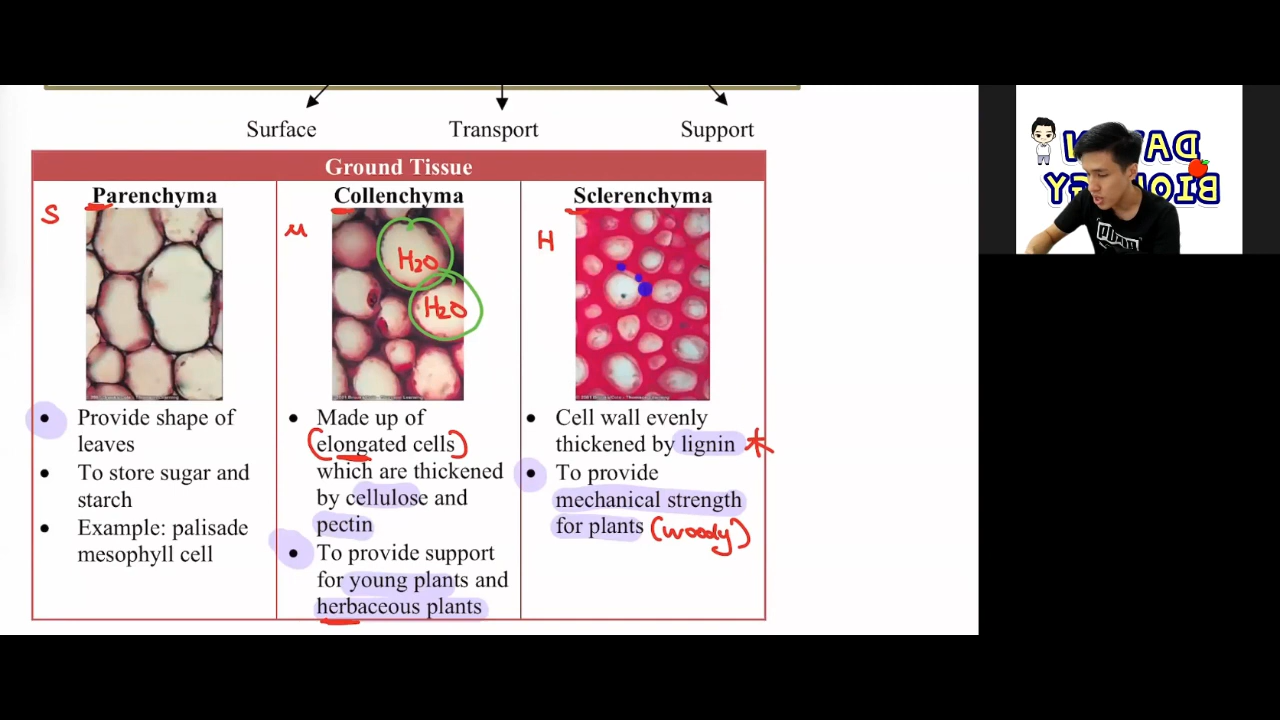 Surface Transport Support
Ground Tissue
Parenchyma
S
Provide shape of
leaves
To store sugar and
starch
Example: palisade
mesophyll cell
Collenchyma
M
H2O
H2O
Made up of
(elongated cells)
which are thickened
by cellulose and
pectin
To provide support
for young plants and
herbaceous plants
Sclerenchyma
H
Cell wall evenly
thickened by lignin *
To provide
mechanical strength
for plants (woody)
BIOLOGY
PUMA